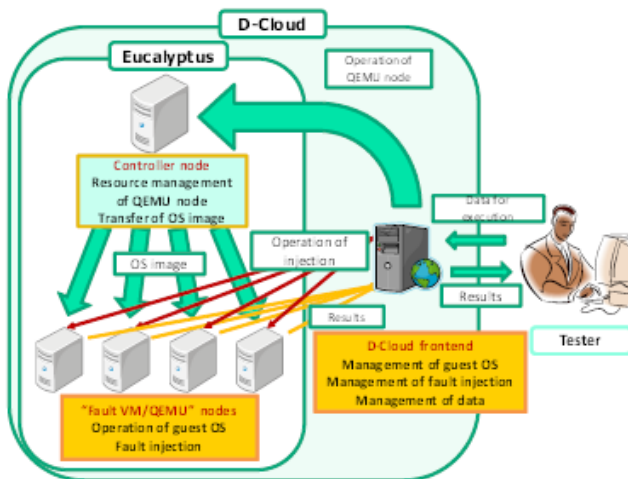 D-Cloud
Eucalyptus
Operation of
QEMU node
Controller node
Resource management
of QEMU node
Transfer of OS image
Data for
execution
Operation of
injection
OS image
Results
Results
Tester
D-Cloud frontend
Management of guest OS
Management of fault injection
Management of data
"Fault VM/QEMU" nodes
Operation of guest OS
Fault injection